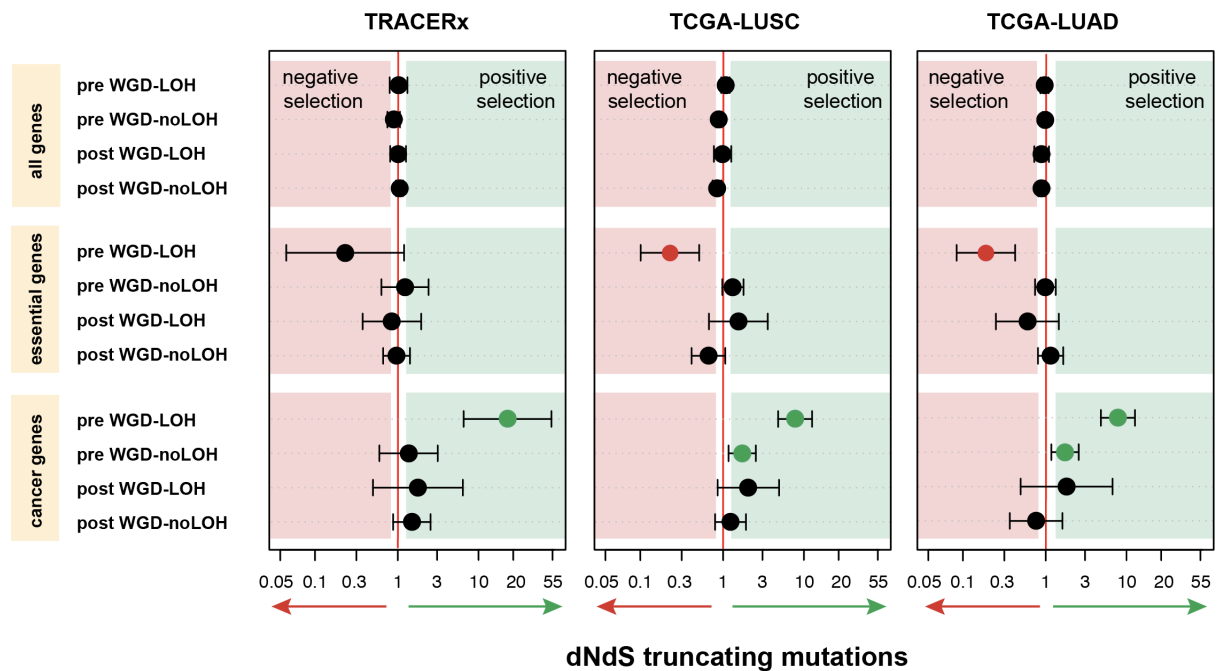 TRACERx
TCGA-LUSC
TCGA-LUAD
negative
selection
positive
selection
negative
selection
positive
selection
negative
selection
positive
selection
all genes
pre WGD-LOH
pre WGD-noLOH
post WGD-LOH
post WGD-noLOH
essential genes
pre WGD-LOH
pre WGD-noLOH
post WGD-LOH
post WGD-noLOH
cancer genes
pre WGD-LOH
pre WGD-noLOH
post WGD-LOH
post WGD-noLOH
0.05 0.1 0.3 1 3 10 20 55
0.05 0.1 0.3 1 3 10 20 55
0.05 0.1 0.3 1 3 10 20 55
dNdS truncating mutations